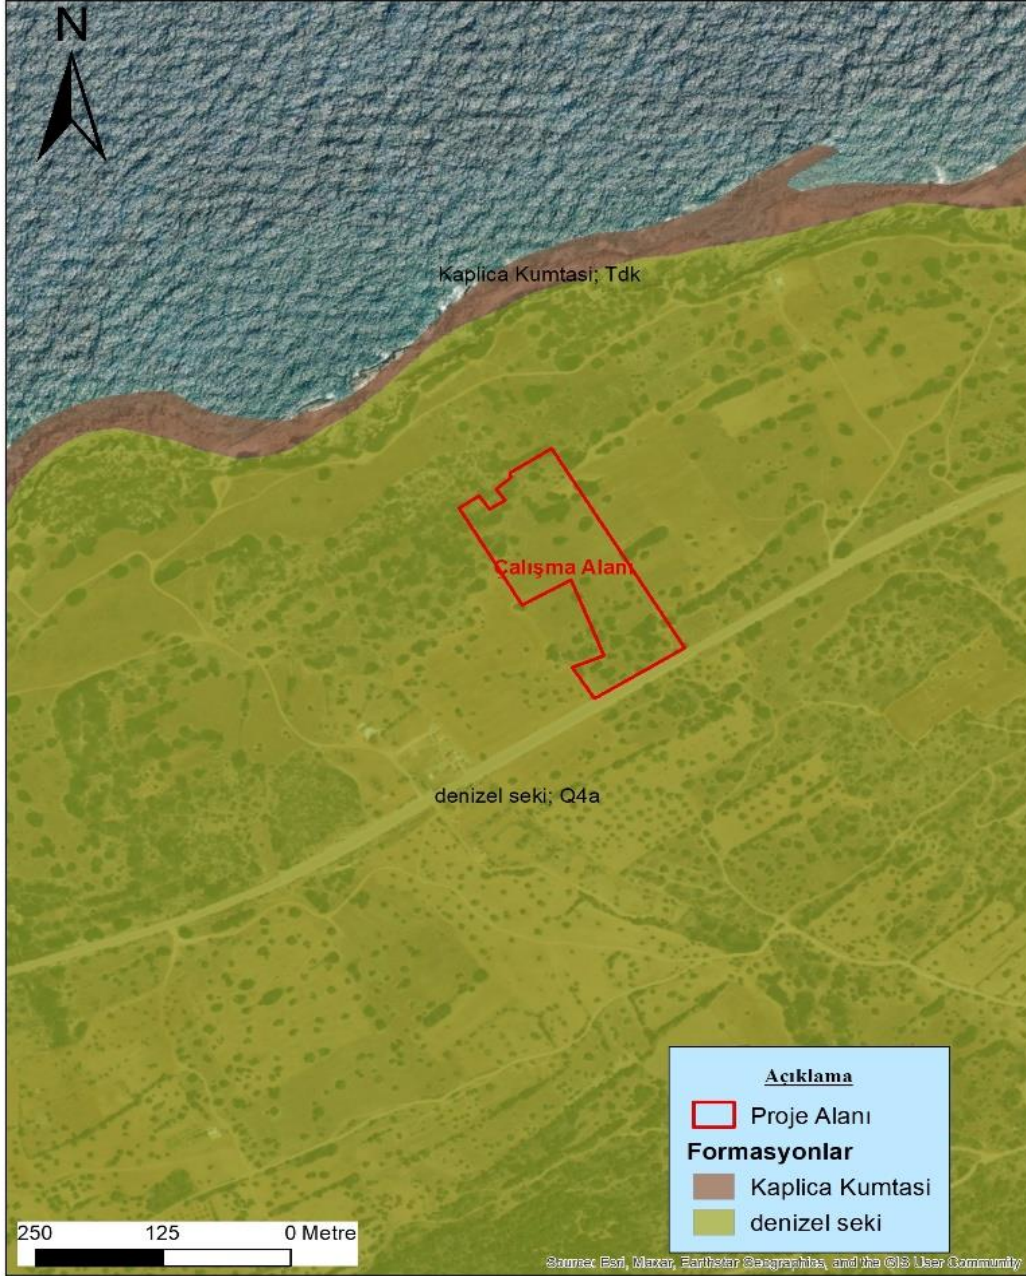 N
Kaplica Kumtasi; Tdk
Çalışma Alanı
denizel seki; Q4a
Açıklama
Proje Alanı
Formasyonlar
Kaplica Kumtasi
denizel seki
250 125 0 Metre
Source: Esri, Maxar, Earthstar Geographics, and the GIS User Community